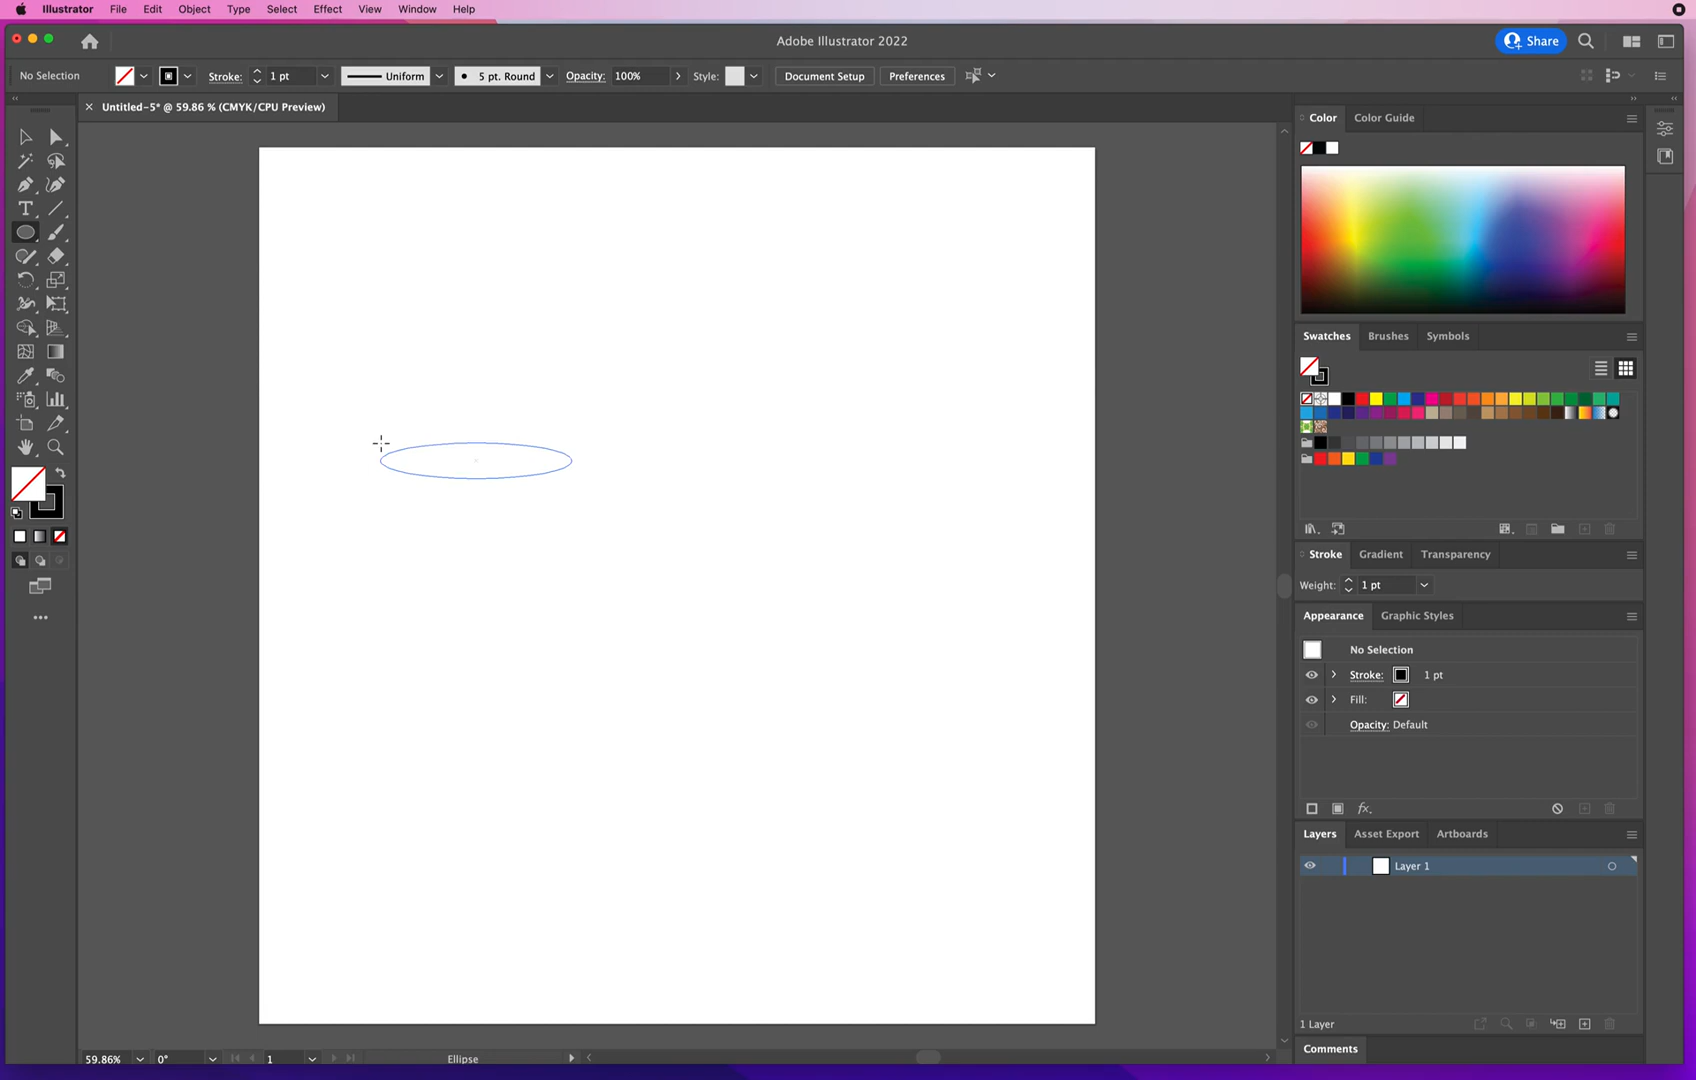 Illustrator File Edit Object Type Select Effect View Window Help
Adobe Illustrator 2022
Share
No Selection
Stroke: 1 pt
Uniform
5 pt. Round
Opacity: 100%
Style:
Document Setup
Preferences
Untitled-5* @ 59.86 % (CMYK/CPU Preview)
Color Color Guide
Swatches Brushes Symbols
Stroke Gradient Transparency
Weight: 1 pt
Appearance Graphic Styles
No Selection
Stroke: 1 pt
Fill:
Opacity: Default
fx.
Layers Asset Export Artboards
Layer 1
1 Layer
Comments
59.86% 0° 1 Ellipse